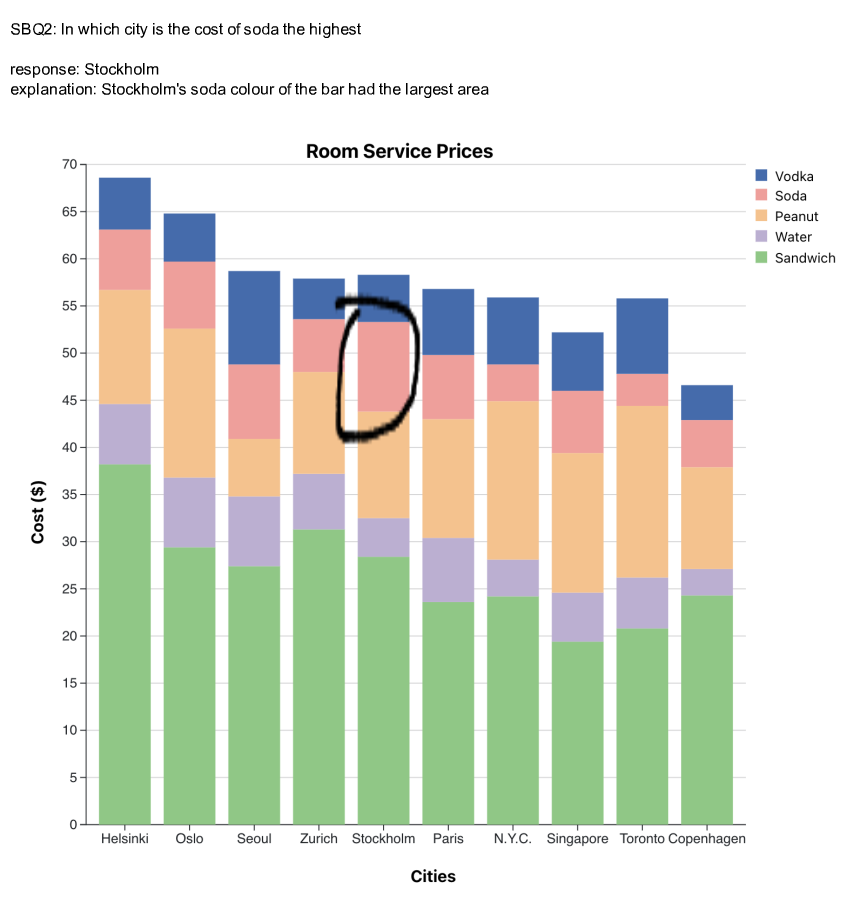 SBQ2: In which city is the cost of soda the highest
response: Stockholm
explanation: Stockholm's soda colour of the bar had the largest area
Room Service Prices
70
65
60
55
50
45
40
35
30
25
20
15
10
5
0
Cost ($)
Vodka
Soda
Peanut
Water
Sandwich
Helsinki Oslo Seoul Zurich Stockholm Paris N.Y.C. Singapore Toronto Copenhagen
Cities